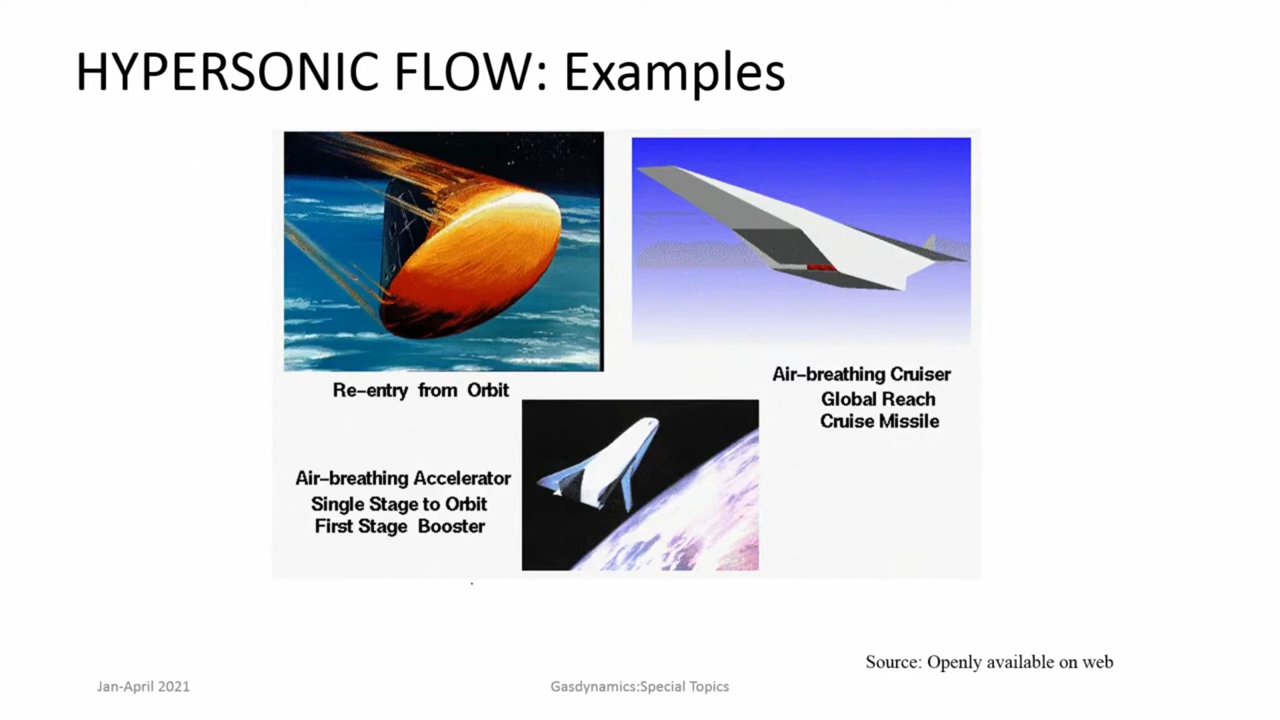 HYPERSONIC FLOW: Examples
Re-entry from Orbit
Air-breathing Cruiser
Global Reach
Cruise Missile
Air-breathing Accelerator
Single Stage to Orbit
First Stage Booster
Source: Openly available on web
Jan-April 2021
Gasdynamics:Special Topics